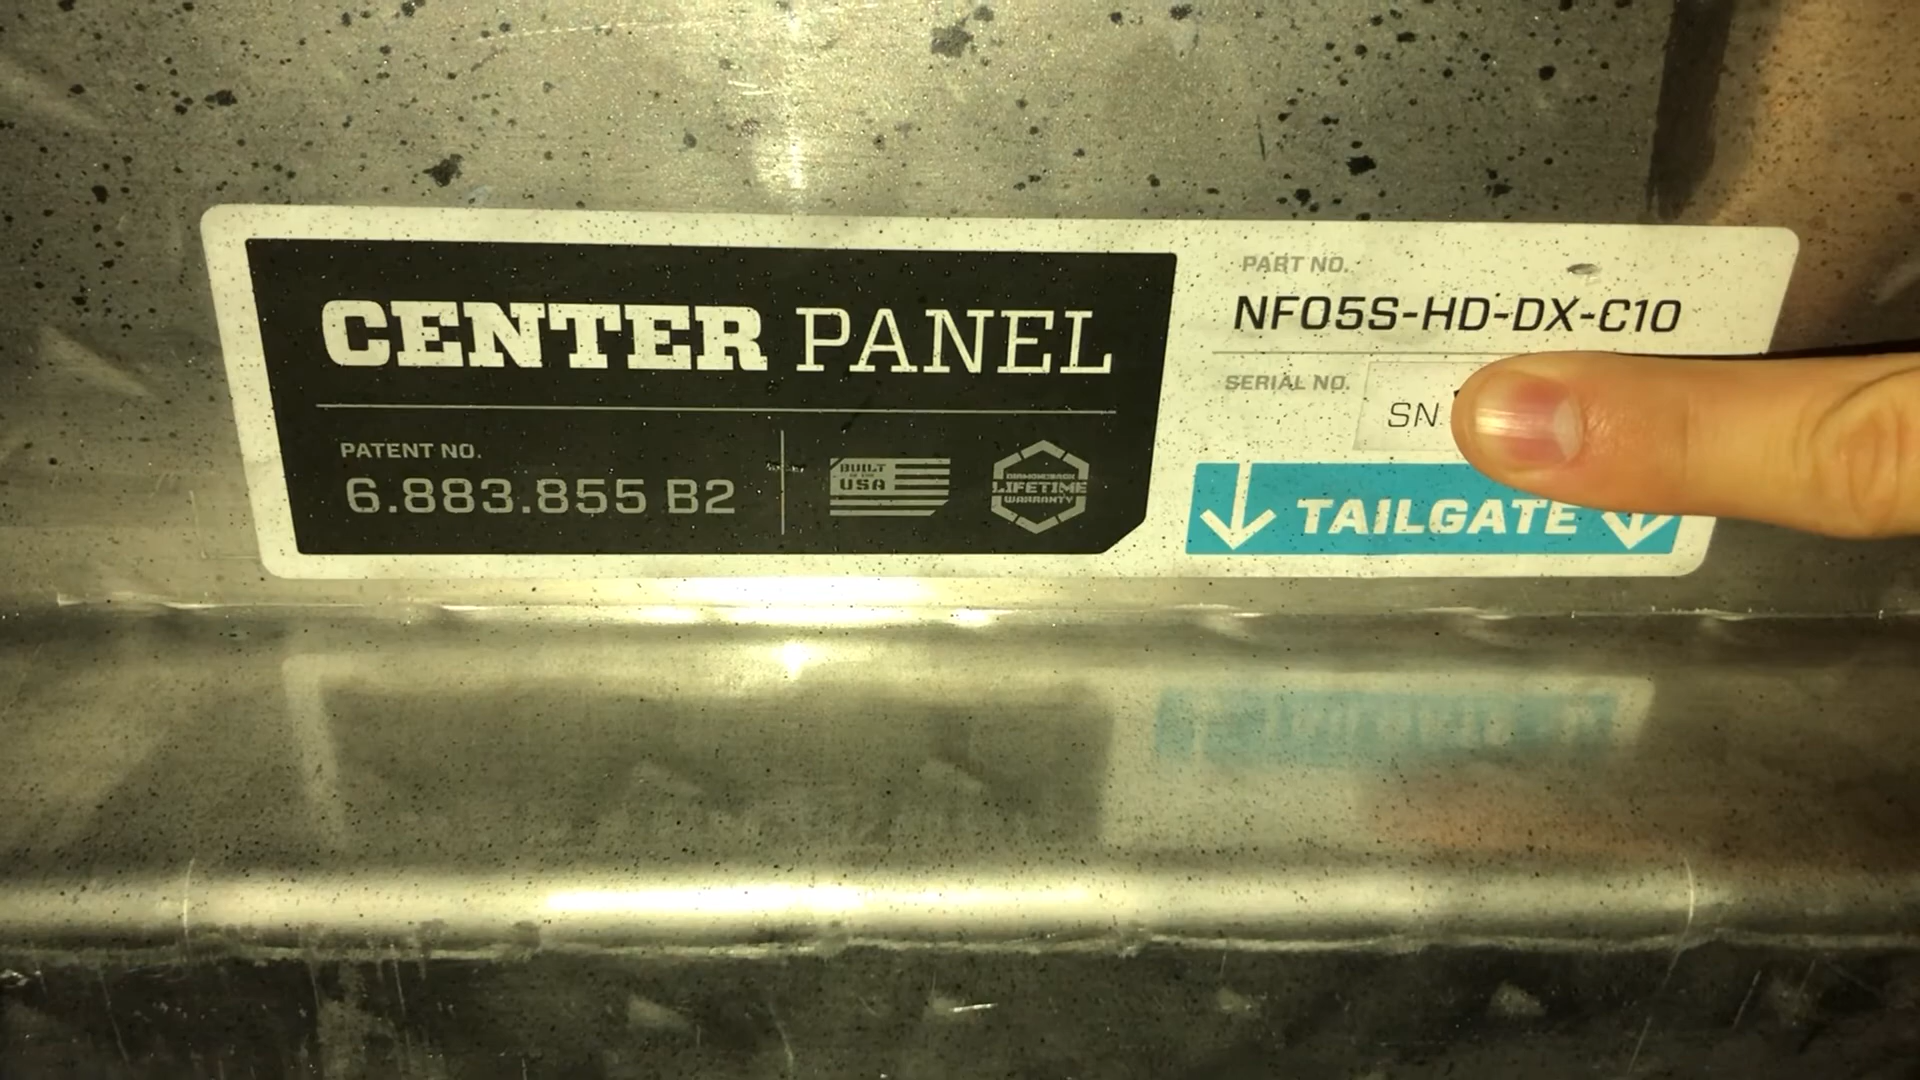 CENTER PANEL
PATENT NO.
6.883.855 B2
BUILT
USA
DIAMONDBACK
LIFETIME
WARRANTY
PART NO.
NF05S-HD-DX-C10
SERIAL NO.
SN
TAILGATE